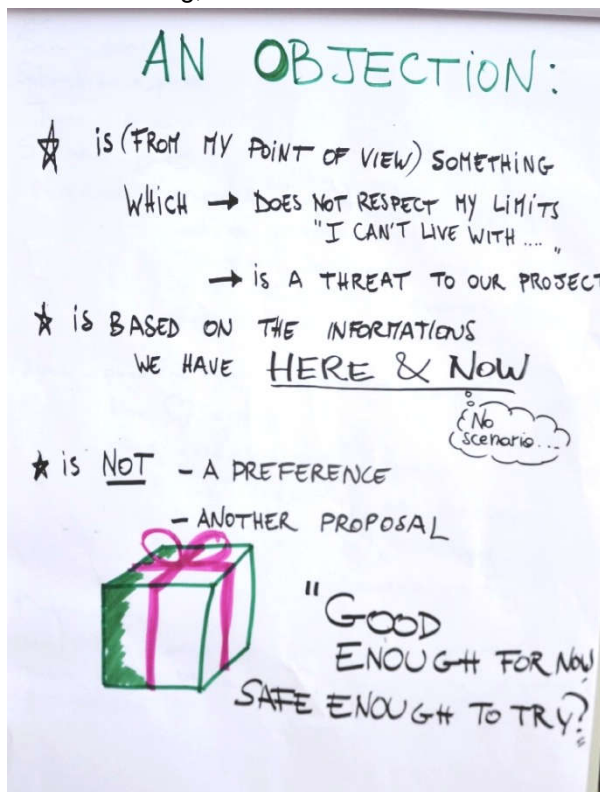 AN OBJECTION:
is (FROM MY POINT OF VIEW) SOMETHING
WHICH → DOES NOT RESPECT MY LIMITS
"I CAN'T LIVE WITH .... "
→ is A THREAT TO OUR PROJECT
is BASED ON THE INFORMATIONS
WE HAVE HERE & NOW
No
scenario...
is NOT - A PREFERENCE
- ANOTHER PROPOSAL
"GOOD
ENOUGH FOR NOW
SAFE ENOUGH TO TRY?"